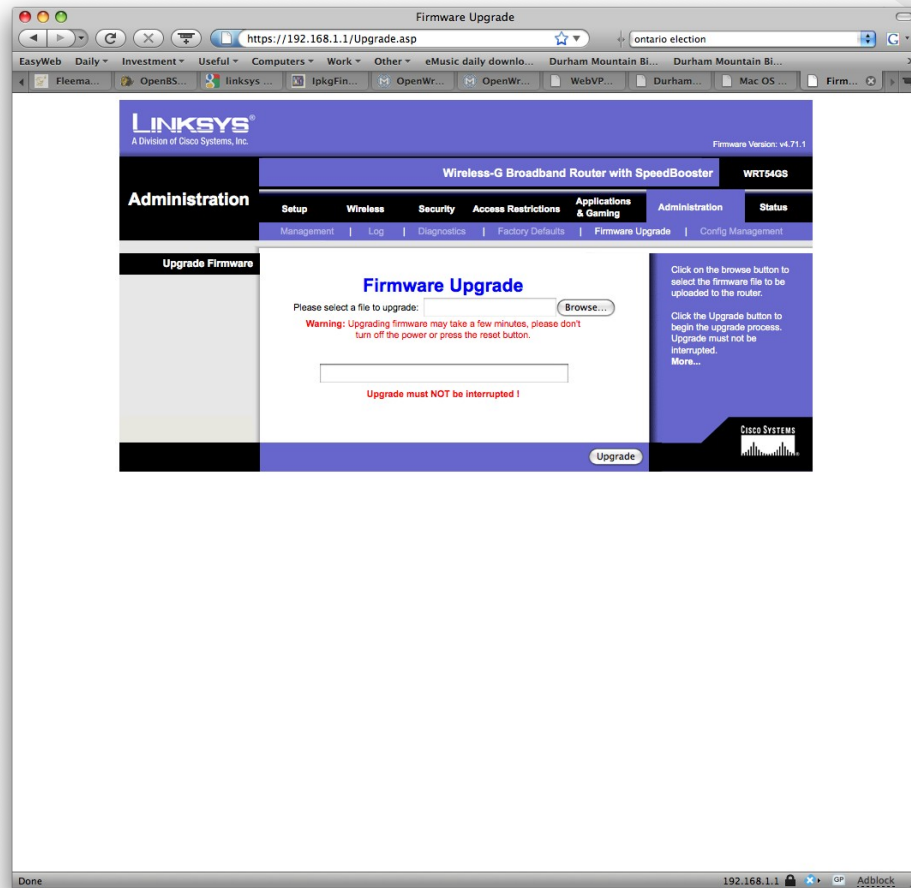 Firmware Upgrade
https://192.168.1.1/Upgrade.asp
ontario election
EasyWeb Daily Investment Useful Computers Work Other eMusic daily downlo... Durham Mountain Bi... Durham Mountain Bi...
Fleema... OpenBS... linksys ... IpkgFin... OpenWr... OpenWr... WebVP... Durham... Mac OS ... Firm...
LINKSYS®
A Division of Cisco Systems, Inc.
Firmware Version: v4.71.1
Wireless-G Broadband Router with SpeedBooster WRT54GS
Administration
Setup Wireless Security Access Restrictions Applications & Gaming Administration Status
Management | Log | Diagnostics | Factory Defaults | Firmware Upgrade | Config Management
Upgrade Firmware
Firmware Upgrade
Please select a file to upgrade: Browse...
Warning: Upgrading firmware may take a few minutes, please don't
turn off the power or press the reset button.
Upgrade must NOT be interrupted !
Click on the browse button to
select the firmware file to be
uploaded to the router.
Click the Upgrade button to
begin the upgrade process.
Upgrade must not be
interrupted.
More...
CISCO SYSTEMS
Upgrade
Done
192.168.1.1 GP Adblock